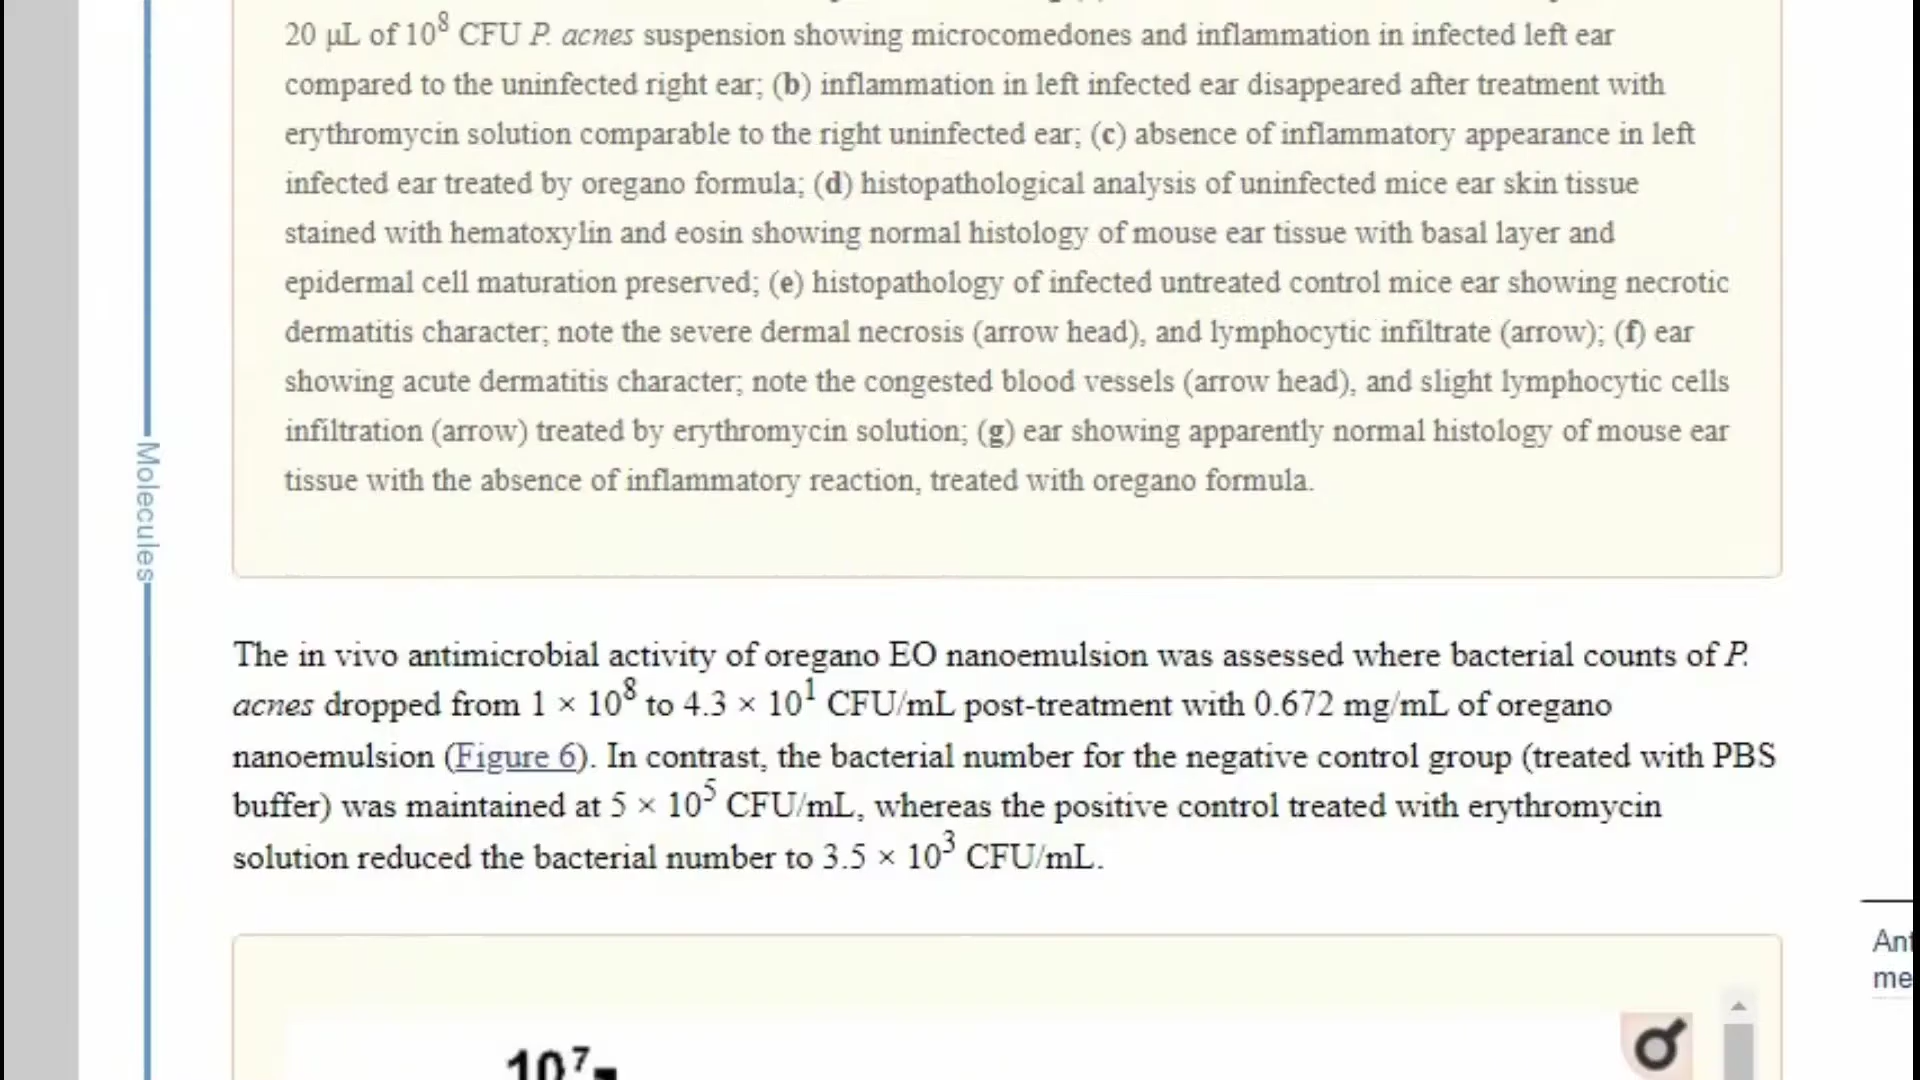 20 μL of 10⁸ CFU P. acnes suspension showing microcomedones and inflammation in infected left ear
compared to the uninfected right ear; (b) inflammation in left infected ear disappeared after treatment with
erythromycin solution comparable to the right uninfected ear; (c) absence of inflammatory appearance in left
infected ear treated by oregano formula; (d) histopathological analysis of uninfected mice ear skin tissue
stained with hematoxylin and eosin showing normal histology of mouse ear tissue with basal layer and
epidermal cell maturation preserved; (e) histopathology of infected untreated control mice ear showing necrotic
dermatitis character; note the severe dermal necrosis (arrow head), and lymphocytic infiltrate (arrow); (f) ear
showing acute dermatitis character; note the congested blood vessels (arrow head), and slight lymphocytic cells
infiltration (arrow) treated by erythromycin solution; (g) ear showing apparently normal histology of mouse ear
tissue with the absence of inflammatory reaction, treated with oregano formula.
Molecules
The in vivo antimicrobial activity of oregano EO nanoemulsion was assessed where bacterial counts of P.
acnes dropped from 1 × 10⁸ to 4.3 × 10¹ CFU/mL post-treatment with 0.672 mg/mL of oregano
nanoemulsion (Figure 6). In contrast, the bacterial number for the negative control group (treated with PBS
buffer) was maintained at 5 × 10⁵ CFU/mL, whereas the positive control treated with erythromycin
solution reduced the bacterial number to 3.5 × 10³ CFU/mL.
Ant
me
10⁷